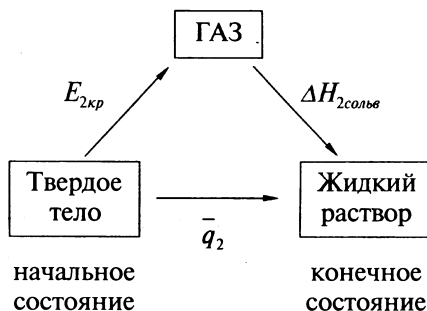 ГАЗ
E₂кр
ΔH₂сольв
Твердое
тело
q̅₂
Жидкий
раствор
начальное
состояние
конечное
состояние